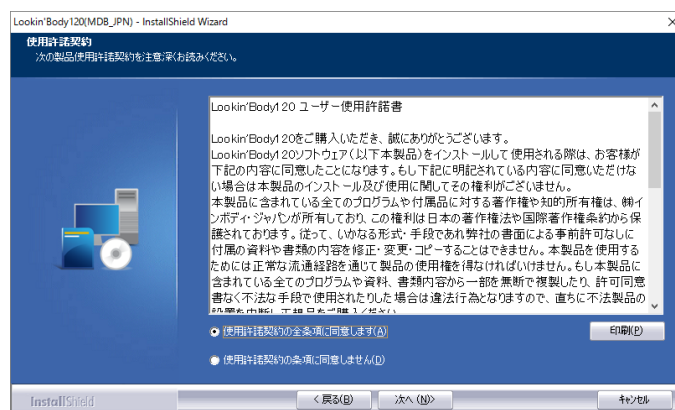 Lookin'Body120(MDB_JPN) - InstallShield Wizard
使用許諾契約
次の製品使用許諾契約を注意深くお読みください。
Lookin'Body120 ユーザー使用許諾書
Lookin'Body120をご購入いただき、誠にありがとうございます。
Lookin'Body120ソフトウェア(以下本製品)をインストールして使用される際は、お客様が
下記の内容に同意したことになります。もし下記に明記されている内容に同意いただけな
い場合は本製品のインストール及び使用に関してその権利がございません。
本製品に含まれている全てのプログラムや付属品に対する著作権や知的所有権は、㈱イ
ンボディ・ジャパンが所有しており、この権利は日本の著作権法や国際著作権条約から保
護されております。従って、いかなる形式・手段であれ弊社の書面による事前許可なしに
付属の資料や書類の内容を修正・変更・コピーすることはできません。本製品を使用する
ためには正常な流通経路を通じて製品の使用権を得なければいけません。もし本製品に
含まれている全てのプログラムや資料、書類内容から一部を無断で複製したり、許可同意
書なく不法な手段で使用されたりした場合は違法行為となりますので、直ちに不法製品の
設置を中断し正規品をご購入ください
使用許諾契約の全条項に同意します(A)
印刷(P)
使用許諾契約の条項に同意しません(D)
InstallShield
< 戻る(B)
次へ (N)>
キャンセル